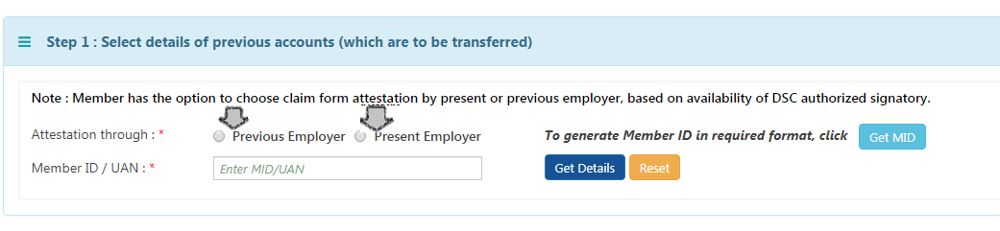 Step 1 : Select details of previous accounts (which are to be transferred)
Note : Member has the option to choose claim form attestation by present or previous employer, based on availability of DSC authorized signatory.
Attestation through : * Previous Employer Present Employer To generate Member ID in required format, click Get MID
Member ID / UAN : * Enter MID/UAN Get Details Reset